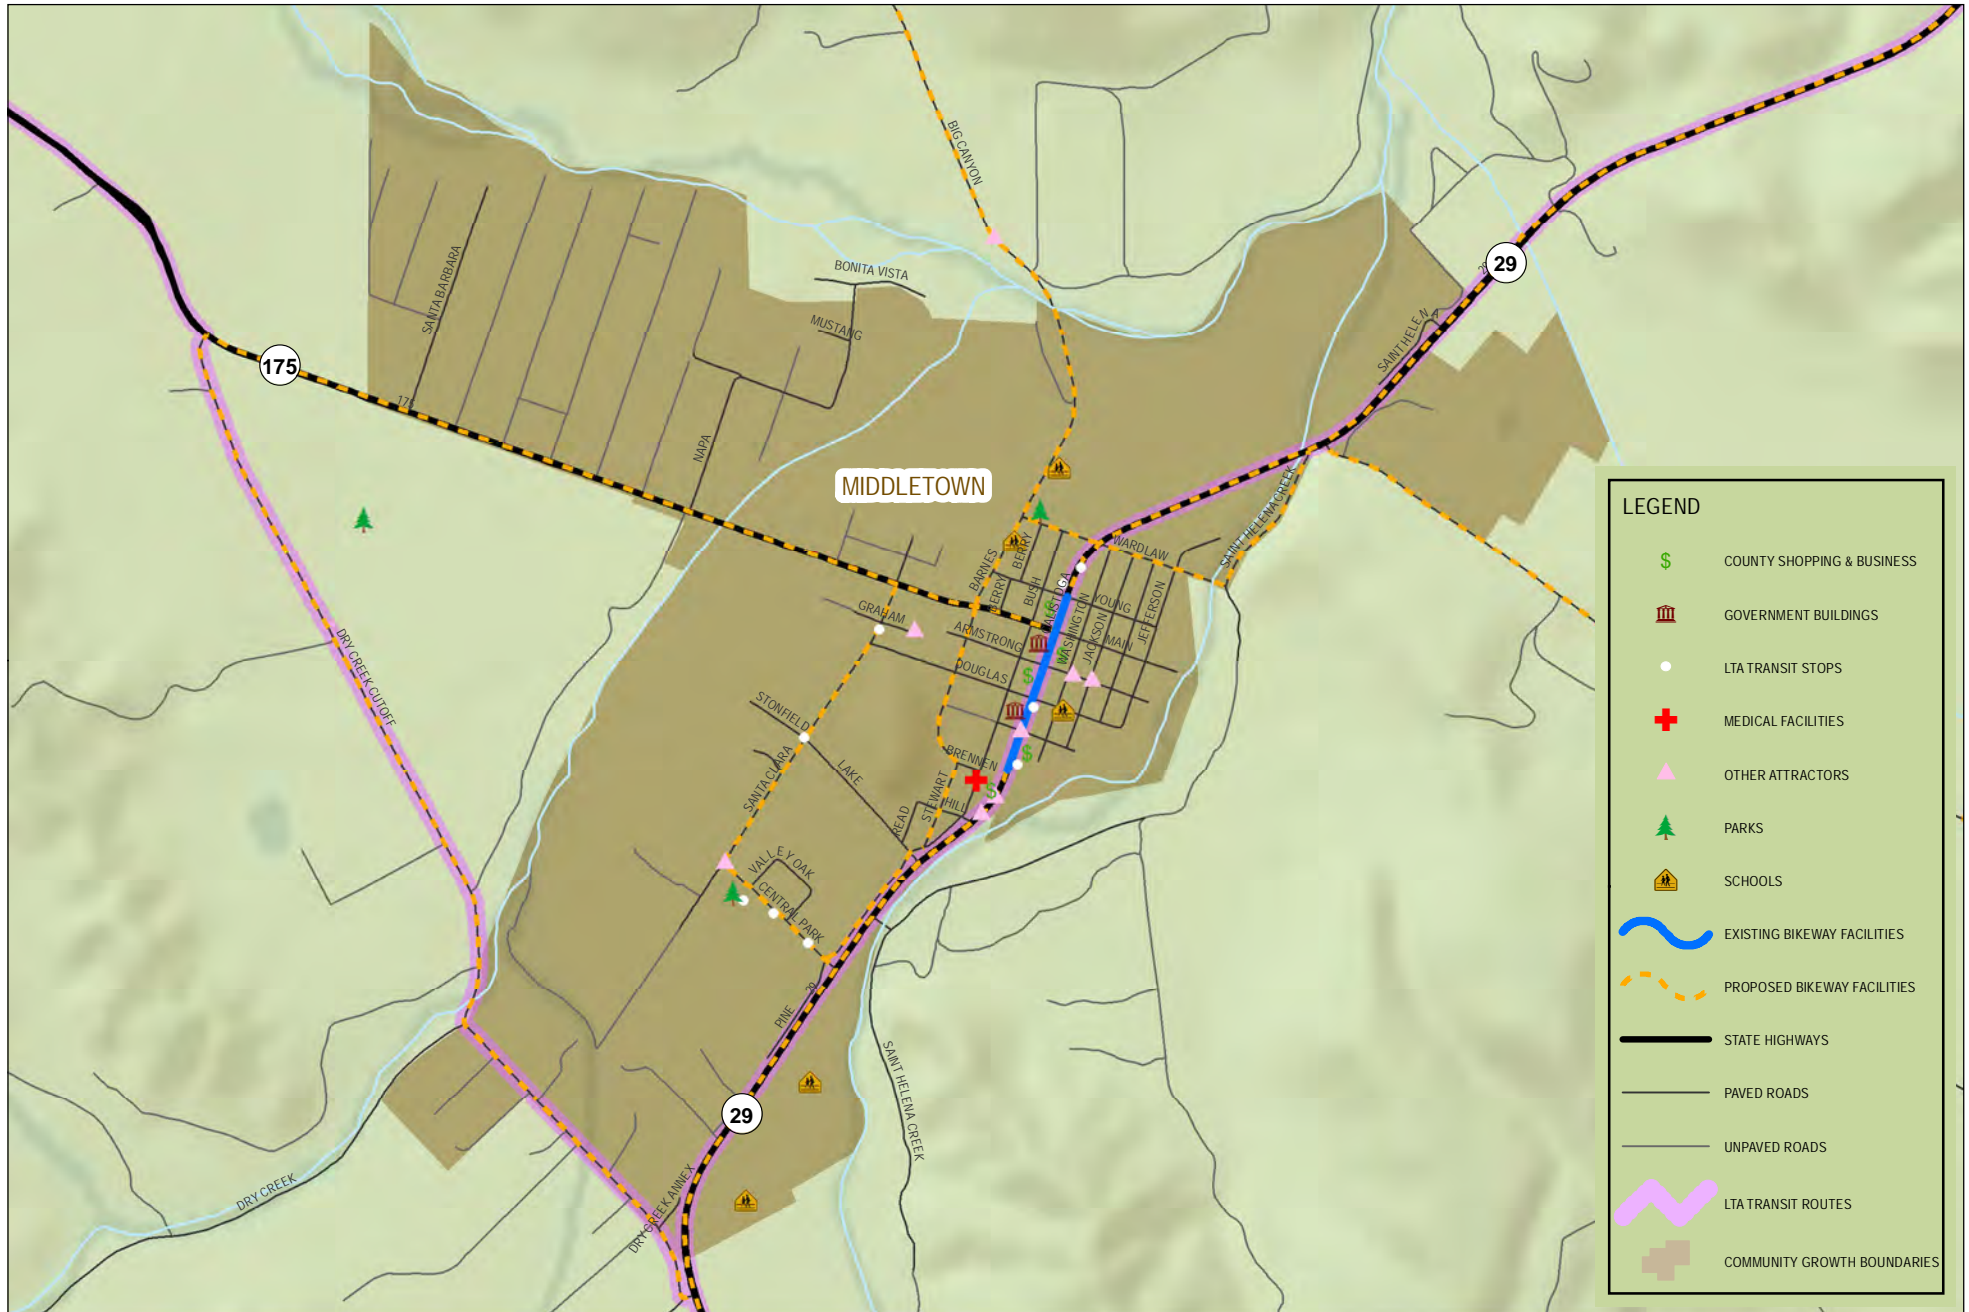 BIG CANYON
29
29
SANTA BARBARA
BONITA VISTA
MUSTANG
SAINT HELENA
175
175
NAPA
MIDDLETOWN
SAINT HELENA CREEK
WARDLAW
BARNES
BERRY
BERRY
BUSH
CALISTOGA
YOUNG
WASHINGTON
JACKSON
JEFFERSON
MAIN
GRAHAM
ARMSTRONG
DOUGLAS
DRY CREEK CUTOFF
STONFIELD
LAKE
SANTA CLARA
BRENNEN
STEWART
HILL
READ
VALLEY OAK
CENTRAL PARK
PINE
29
SAINT HELENA CREEK
29
DRY CREEK
DRY CREEK ANNEX
LEGEND
$ COUNTY SHOPPING & BUSINESS
GOVERNMENT BUILDINGS
LTA TRANSIT STOPS
MEDICAL FACILITIES
OTHER ATTRACTORS
PARKS
SCHOOLS
EXISTING BIKEWAY FACILITIES
PROPOSED BIKEWAY FACILITIES
STATE HIGHWAYS
PAVED ROADS
UNPAVED ROADS
LTA TRANSIT ROUTES
COMMUNITY GROWTH BOUNDARIES